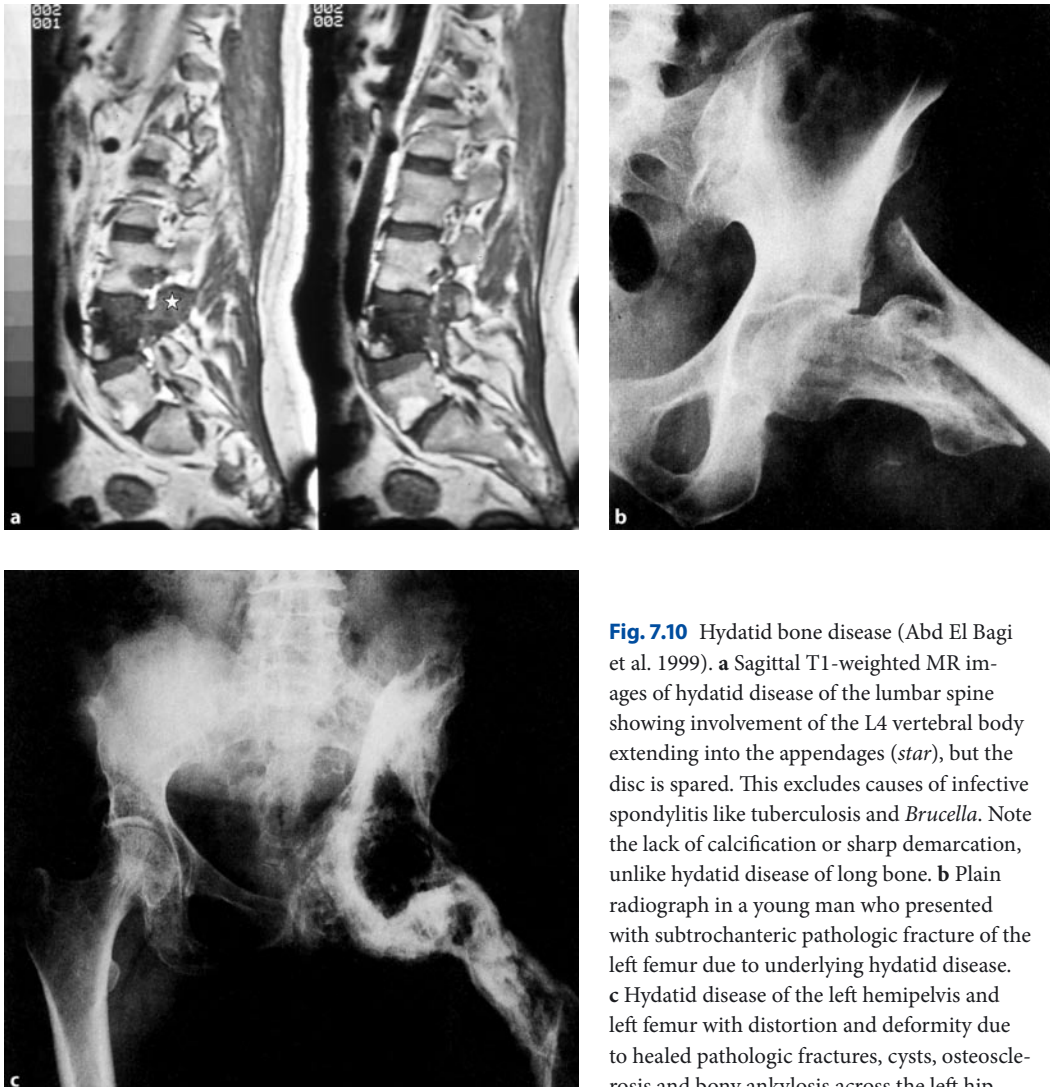 002
001
002
002
a
b
c
Fig. 7.10 Hydatid bone disease (Abd El Bagi
et al. 1999). a Sagittal T1-weighted MR im-
ages of hydatid disease of the lumbar spine
showing involvement of the L4 vertebral body
extending into the appendages (star), but the
disc is spared. This excludes causes of infective
spondylitis like tuberculosis and Brucella. Note
the lack of calcification or sharp demarcation,
unlike hydatid disease of long bone. b Plain
radiograph in a young man who presented
with subtrochanteric pathologic fracture of the
left femur due to underlying hydatid disease.
c Hydatid disease of the left hemipelvis and
left femur with distortion and deformity due
to healed pathologic fractures, cysts, osteoscle-
rosis and bony ankylosis across the left hip